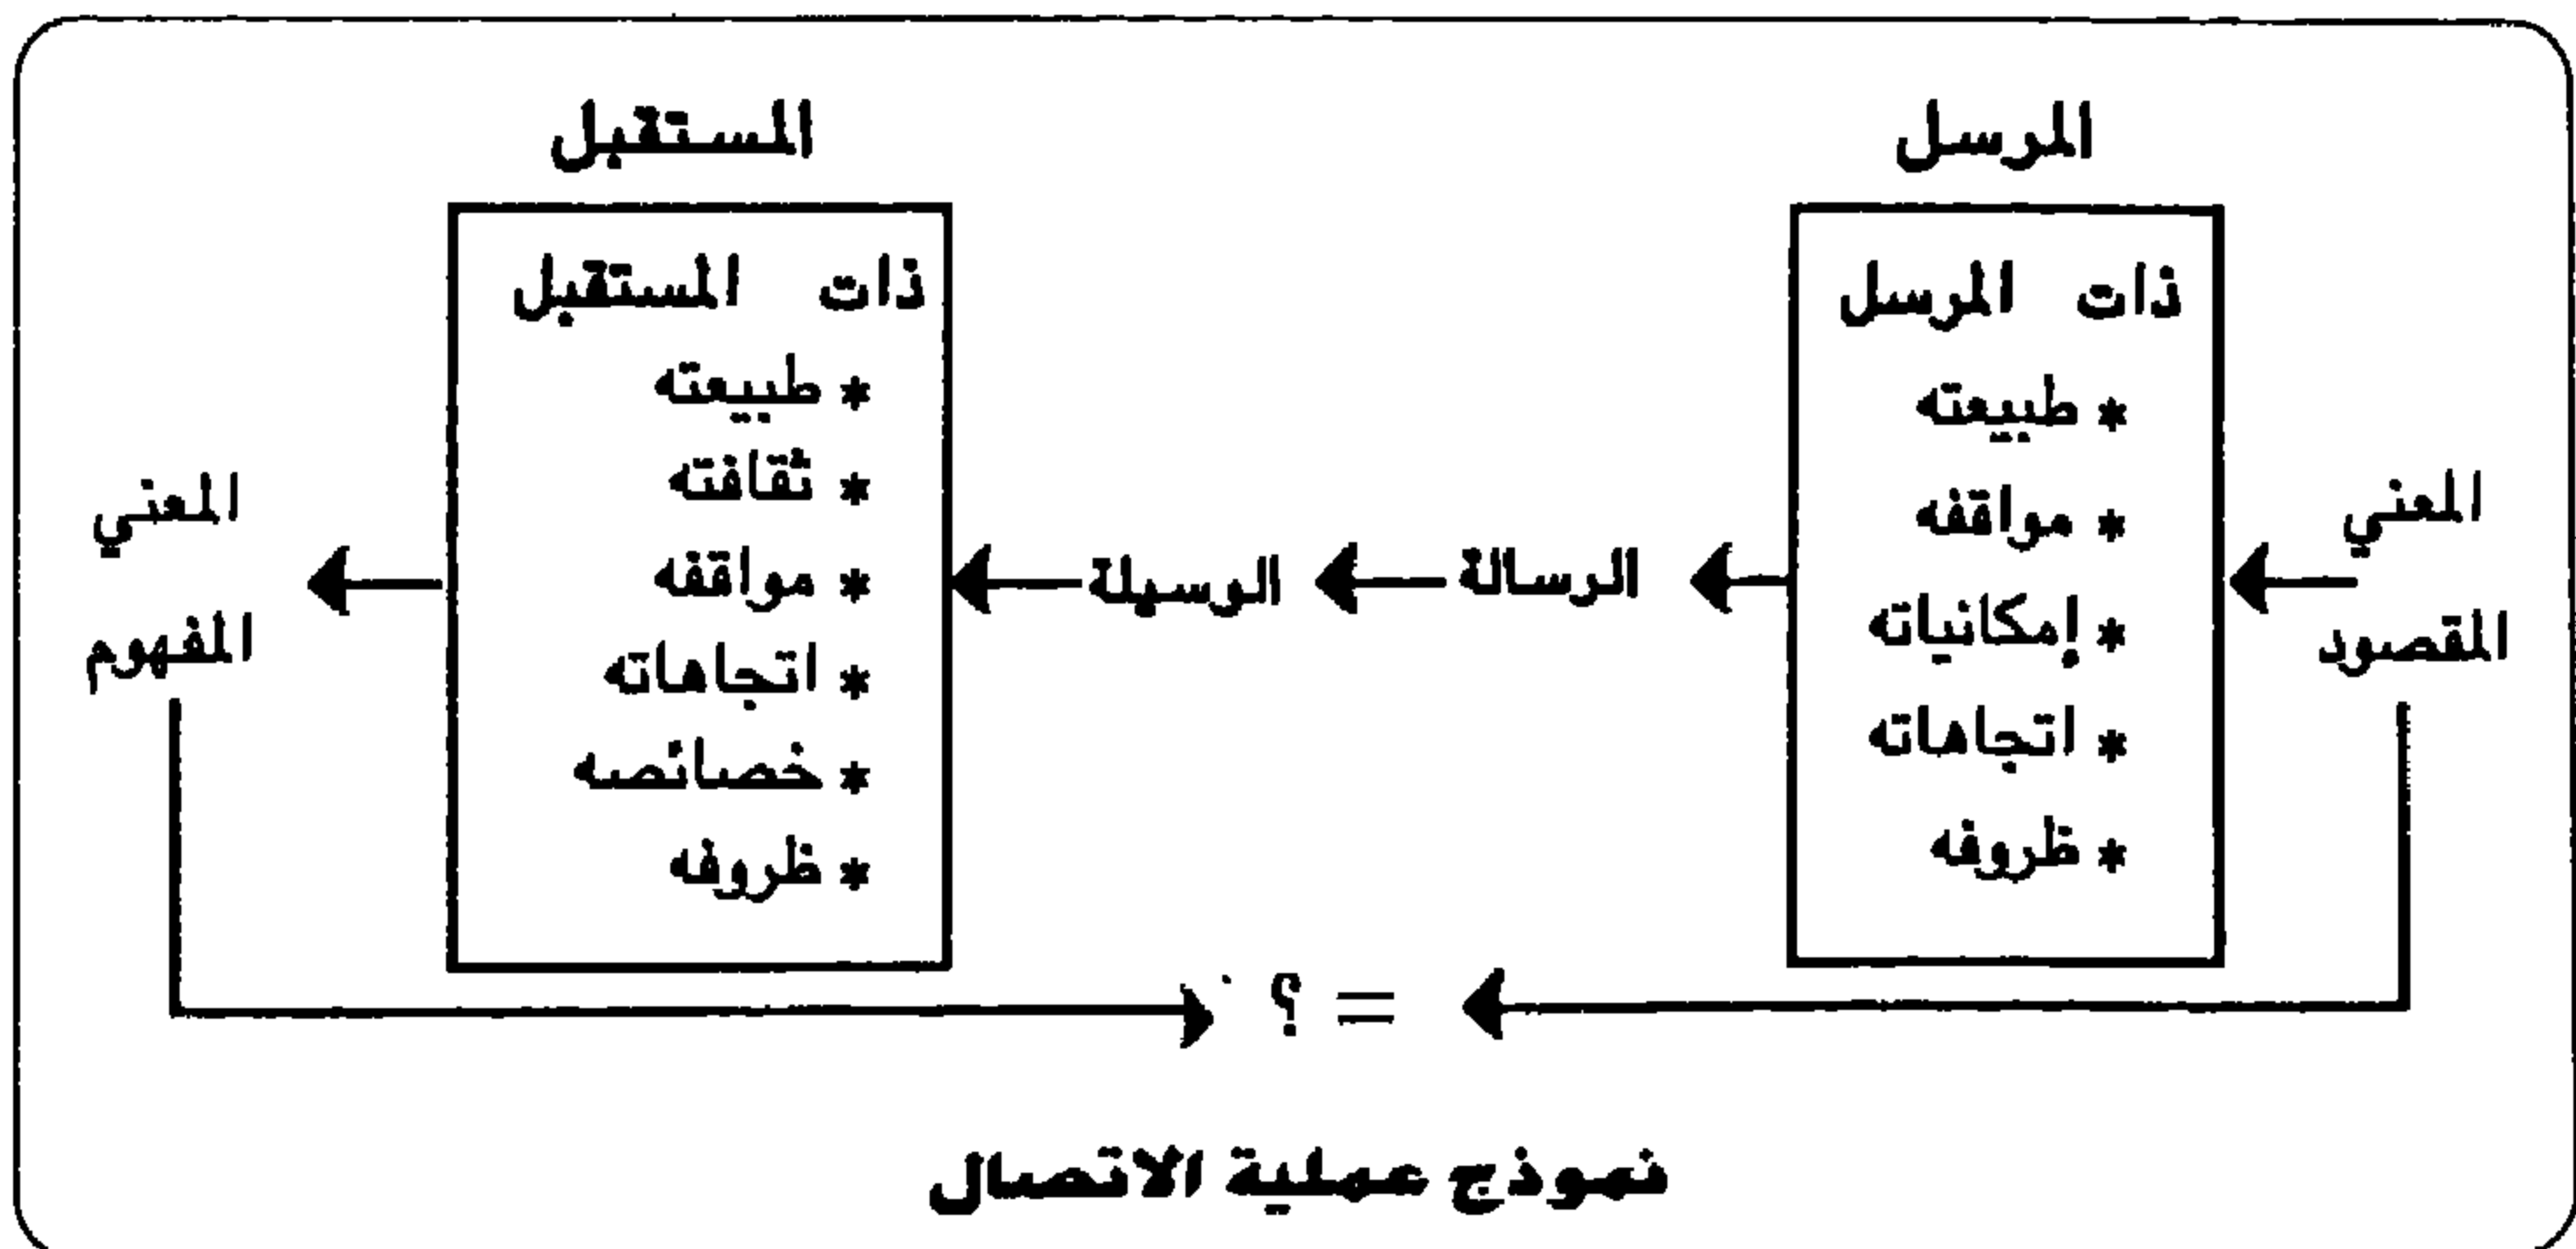 المرسل
ذات المرسل
* طبيعته
* مواقفه
* إمكانياته
* اتجاهاته
* ظروفه
المعني
المقصود
الرسالة
الوسيلة
المستقبل
ذات المستقبل
* طبيعته
* ثقافته
* مواقفه
* اتجاهاته
* خصائصه
* ظروفه
المعني
المفهوم
= ؟
نموذج عملية الاتصال